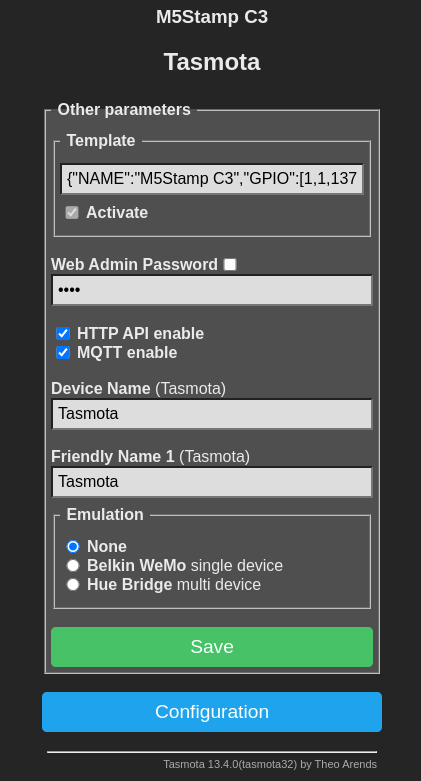 M5Stamp C3
Tasmota
Other parameters
Template
{"NAME":"M5Stamp C3","GPIO":[1,1,137
Activate
Web Admin Password
••••
HTTP API enable
MQTT enable
Device Name (Tasmota)
Tasmota
Friendly Name 1 (Tasmota)
Tasmota
Emulation
None
Belkin WeMo single device
Hue Bridge multi device
Save
Configuration
Tasmota 13.4.0(tasmota32) by Theo Arends